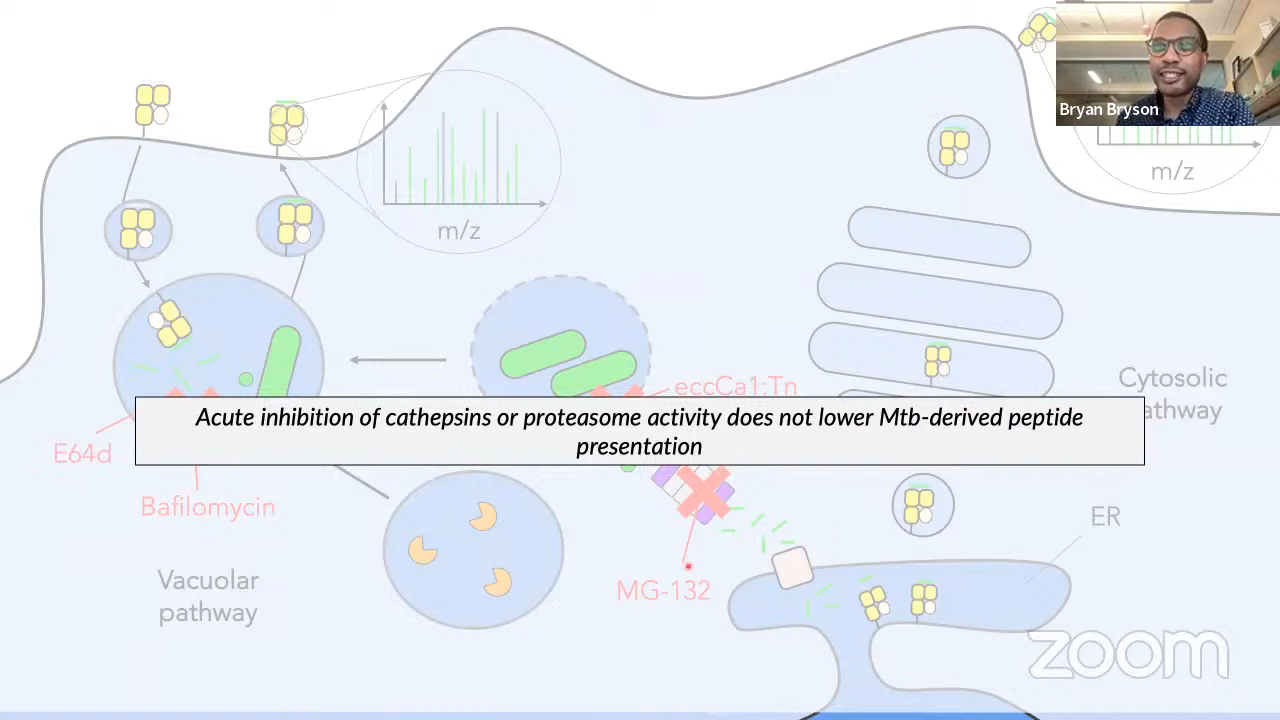 Bryan Bryson
m/z
m/z
eccCa1:Tn
Cytosolic
pathway
Acute inhibition of cathepsins or proteasome activity does not lower Mtb-derived peptide
presentation
E64d
Bafilomycin
ER
Vacuolar
pathway
MG-132
zoom